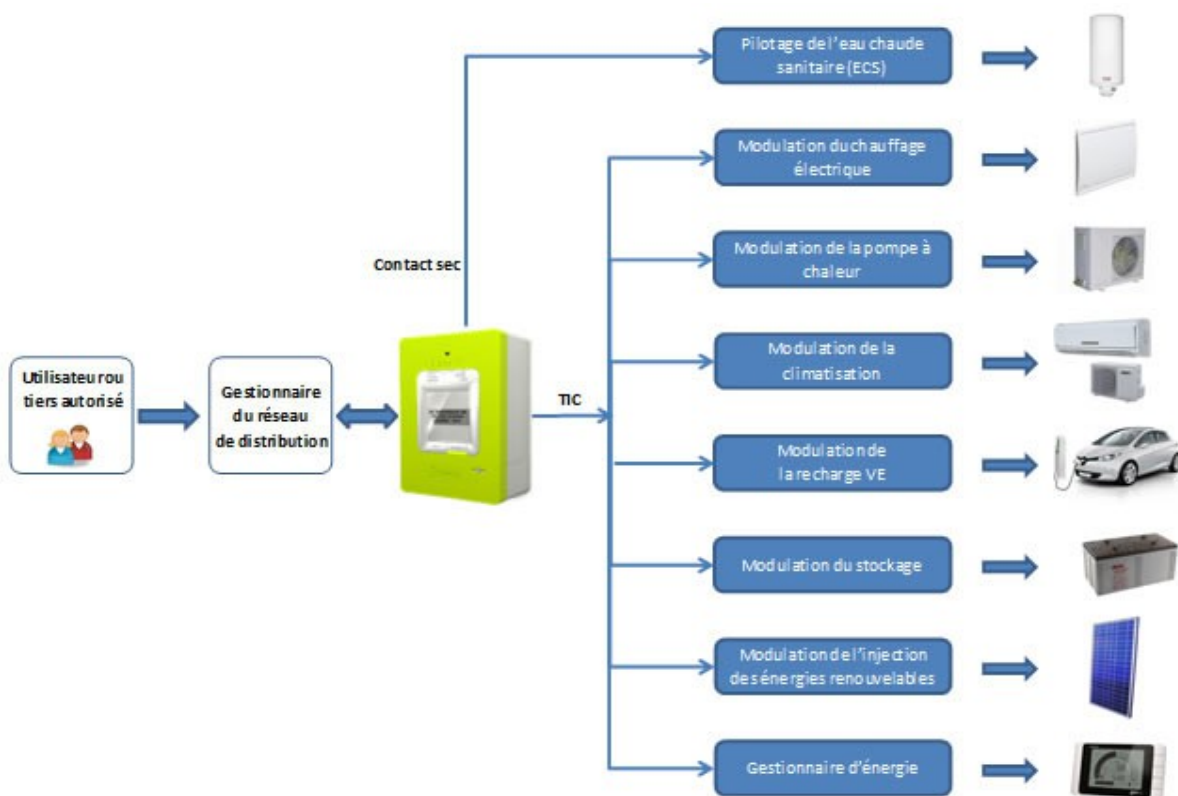 Pilotage de l'eau chaude
sanitaire (ECS)
Modulation du chauffage
électrique
Modulation de la pompe à
chaleur
Contact sec
Modulation de la
climatisation
Utilisateur ou
tiers autorisé
Gestionnaire
du réseau
de distribution
TIC
Modulation de
la recharge VE
Modulation du stockage
Modulation de l'injection
des énergies renouvelables
Gestionnaire d'énergie